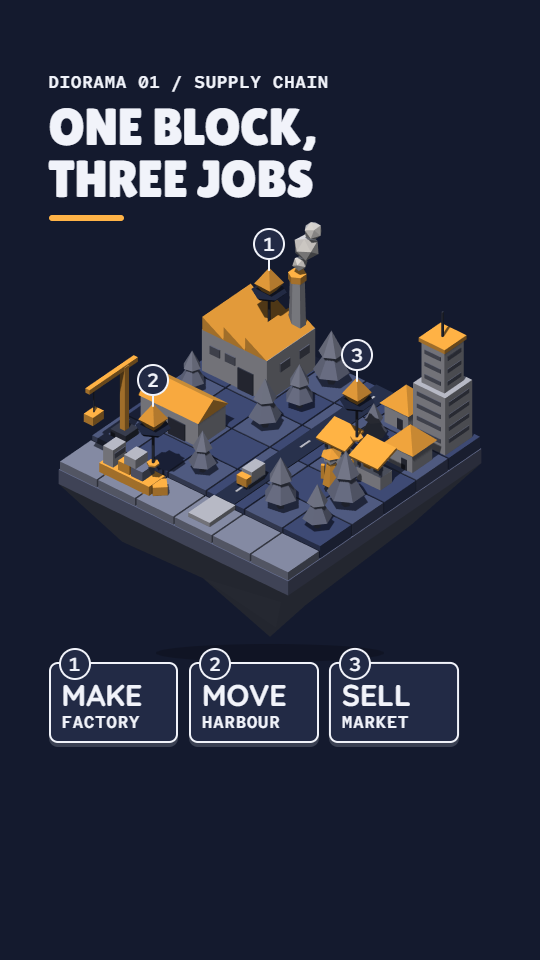 DIORAMA 01 / SUPPLY CHAIN
ONE BLOCK,
THREE JOBS
1
2
3
1
MAKE
FACTORY
2
MOVE
HARBOUR
3
SELL
MARKET